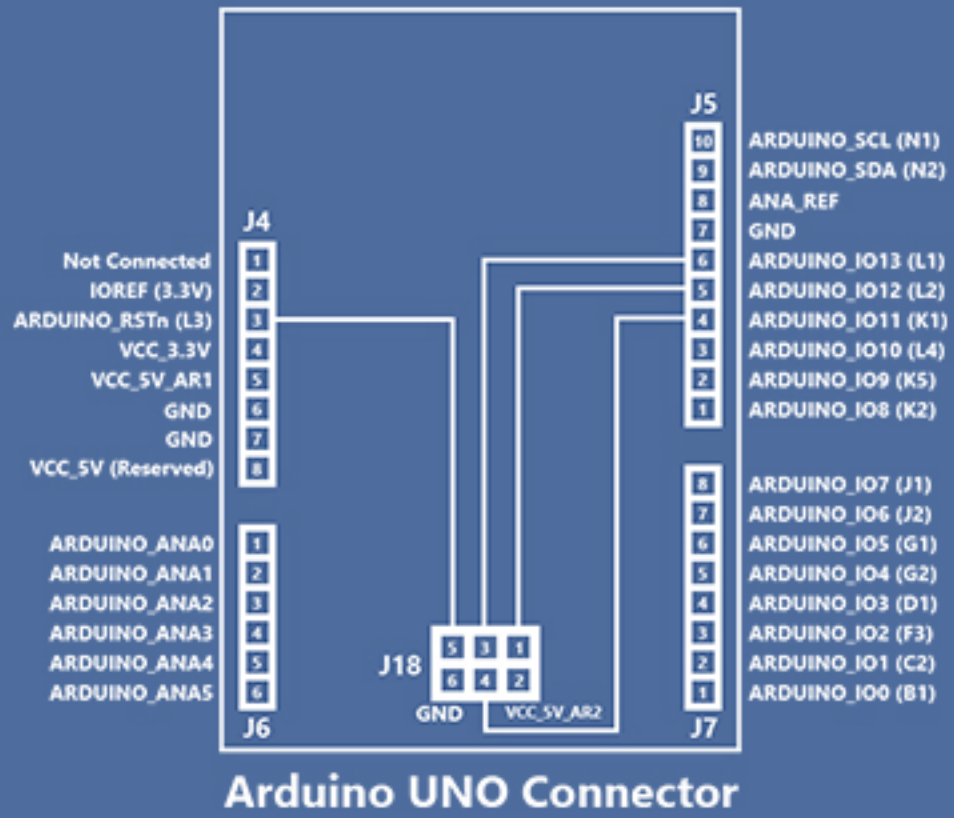 J5
10 ARDUINO_SCL (N1)
9 ARDUINO_SDA (N2)
8 ANA_REF
7 GND
6 ARDUINO_IO13 (L1)
5 ARDUINO_IO12 (L2)
4 ARDUINO_IO11 (K1)
3 ARDUINO_IO10 (L4)
2 ARDUINO_IO9 (K5)
1 ARDUINO_IO8 (K2)
J4
Not Connected 1
IOREF (3.3V) 2
ARDUINO_RSTn (L3) 3
VCC_3.3V 4
VCC_5V_AR1 5
GND 6
GND 7
VCC_5V (Reserved) 8
8 ARDUINO_IO7 (J1)
7 ARDUINO_IO6 (J2)
6 ARDUINO_IO5 (G1)
5 ARDUINO_IO4 (G2)
4 ARDUINO_IO3 (D1)
3 ARDUINO_IO2 (F3)
2 ARDUINO_IO1 (C2)
1 ARDUINO_IO0 (B1)
J7
ARDUINO_ANA0 1
ARDUINO_ANA1 2
ARDUINO_ANA2 3
ARDUINO_ANA3 4
ARDUINO_ANA4 5
ARDUINO_ANA5 6
J6
J18
5 3 1
6 4 2
GND VCC_5V_AR2
Arduino UNO Connector